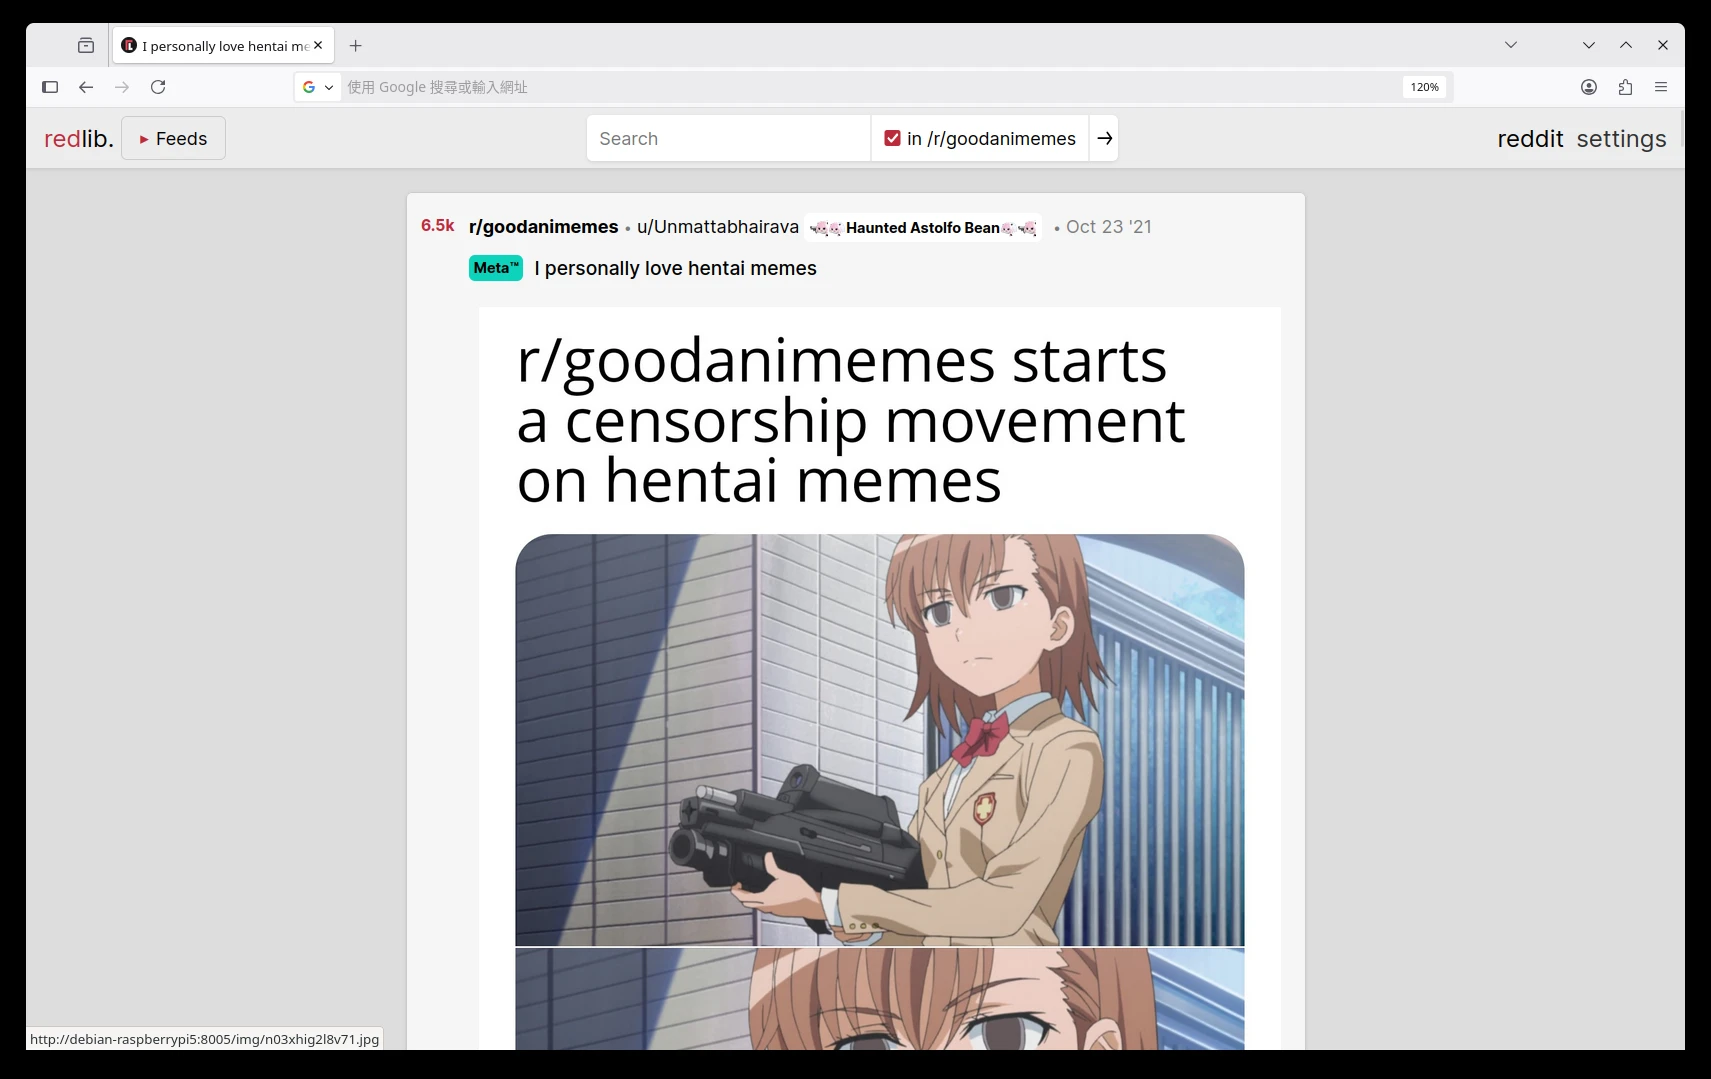 I personally love hentai me
使用 Google 搜尋或輸入網址
120%
redlib.
Feeds
Search
in /r/goodanimemes
reddit
settings
6.5k
r/goodanimemes • u/Unmattabhairava Haunted Astolfo Bean • Oct 23 '21
Meta™ I personally love hentai memes
r/goodanimemes starts
a censorship movement
on hentai memes
http://debian-raspberrypi5:8005/img/n03xhig2l8v71.jpg